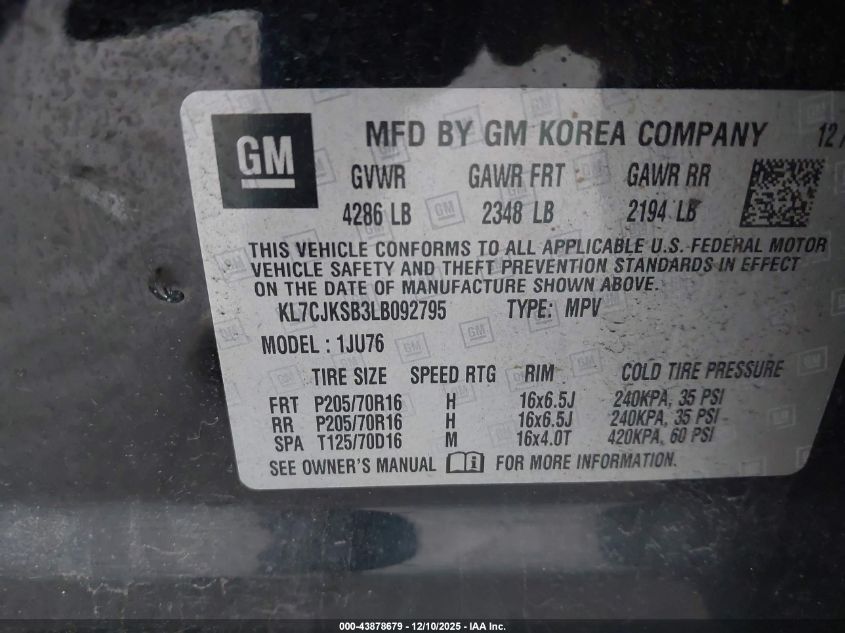 GM
MFD BY GM KOREA COMPANY 12/
GVWR GAWR FRT GAWR RR
4286 LB 2348 LB 2194 LB
THIS VEHICLE CONFORMS TO ALL APPLICABLE U.S. FEDERAL MOTOR
VEHICLE SAFETY AND THEFT PREVENTION STANDARDS IN EFFECT
ON THE DATE OF MANUFACTURE SHOWN ABOVE.
KL7CJKSB3LB092795 TYPE: MPV
MODEL : 1JU76
TIRE SIZE SPEED RTG RIM COLD TIRE PRESSURE
FRT P205/70R16 H 16x6.5J 240KPA, 35 PSI
RR P205/70R16 H 16x6.5J 240KPA, 35 PSI
SPA T125/70D16 M 16x4.0T 420KPA, 60 PSI
SEE OWNER'S MANUAL FOR MORE INFORMATION.
000-43878679 - 12/10/2025 - IAA Inc.